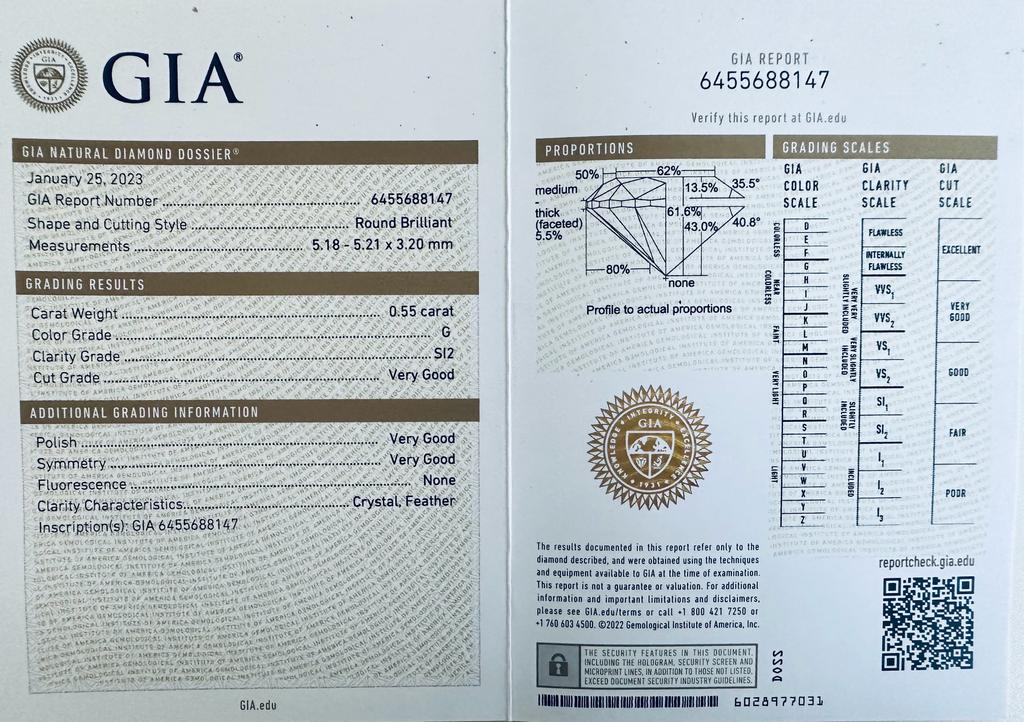 GIA®
GIA NATURAL DIAMOND DOSSIER®
January 25, 2023
GIA Report Number 6455688147
Shape and Cutting Style Round Brilliant
Measurements 5.18 - 5.21 x 3.20 mm
GRADING RESULTS
Carat Weight 0.55 carat
Color Grade G
Clarity Grade SI2
Cut Grade Very Good
ADDITIONAL GRADING INFORMATION
Polish Very Good
Symmetry Very Good
Fluorescence None
Clarity Characteristics Crystal, Feather
Inscription(s): GIA 6455688147
GIA.edu
GIA REPORT
6455688147
Verify this report at GIA.edu
PROPORTIONS
50%
62%
medium
-
thick
(faceted)
5.5%
13.5%
35.5°
61.6%
43.0%
40.8°
80%
none
Profile to actual proportions
KNOWLEDGE INTEGRITY EXCELLENCE
GIA
1931
The results documented in this report refer only to the
diamond described, and were obtained using the techniques
and equipment available to GIA at the time of examination.
This report is not a guarantee or valuation. For additional
information and important limitations and disclaimers,
please see GIA.edu/terms or call +1 800 421 7250 or
+1 760 603 4500. ©2022 Gemological Institute of America, Inc.
THE SECURITY FEATURES IN THIS DOCUMENT,
INCLUDING THE HOLOGRAM, SECURITY SCREEN AND
MICROPRINT LINES, IN ADDITION TO THOSE NOT LISTED,
EXCEED DOCUMENT SECURITY INDUSTRY GUIDELINES.
DO22
6028977031
GRADING SCALES
GIA
COLOR
SCALE
COLORLESS
D
E
F
NEAR
COLORLESS
G
H
I
J
FAINT
K
L
M
VERY LIGHT
N
O
P
Q
R
LIGHT
S
T
U
V
W
X
Y
Z
GIA
CLARITY
SCALE
FLAWLESS
INTERNALLY
FLAWLESS
VERY VERY
SLIGHTLY INCLUDED
VVS1
VVS2
VERY SLIGHTLY
INCLUDED
VS1
VS2
SLIGHTLY
INCLUDED
SI1
SI2
INCLUDED
I1
I2
I3
GIA
CUT
SCALE
EXCELLENT
VERY
GOOD
GOOD
FAIR
POOR
reportcheck.gia.edu